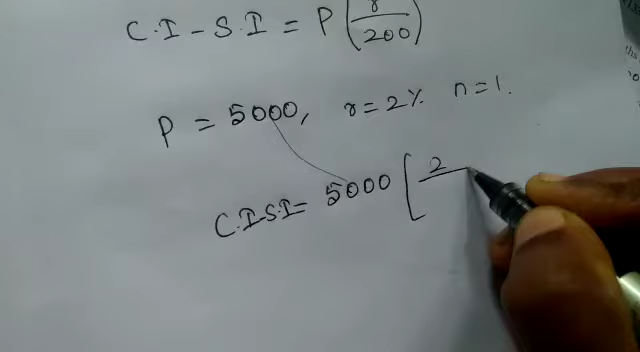 C.I - S.I = P(r/200)
P = 5000, r = 2% n = 1.
C.I-S.I= 5000 [2